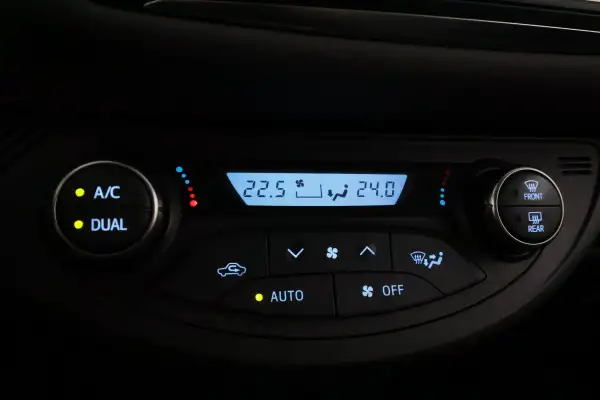 A/C
DUAL
22.5 24.0
FRONT
REAR
AUTO
OFF